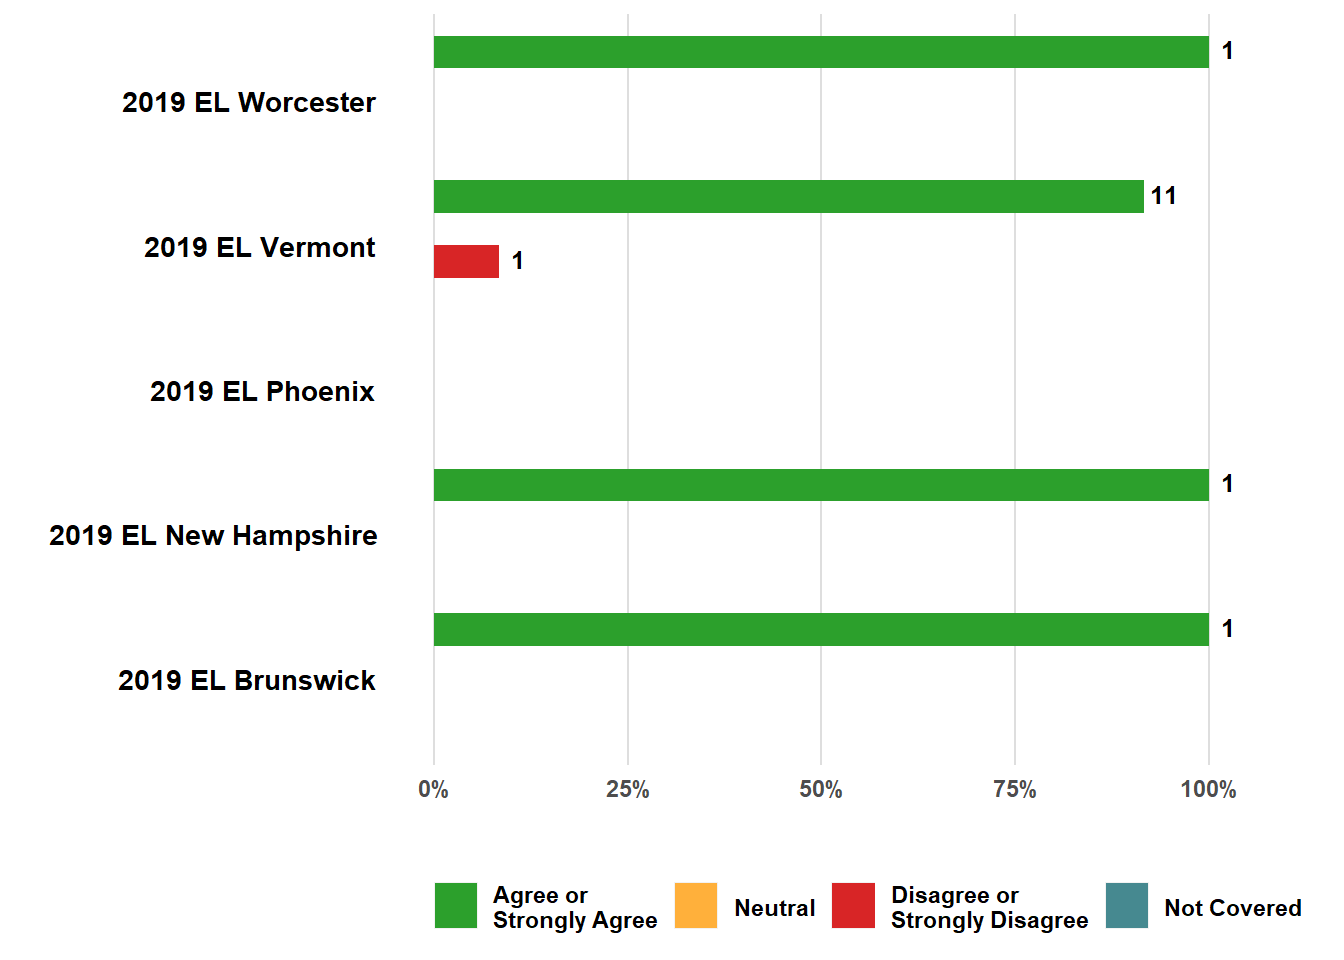 1
2019 EL Worcester
11
2019 EL Vermont
1
2019 EL Phoenix
1
2019 EL New Hampshire
1
2019 EL Brunswick
0% 25% 50% 75% 100%
Agree or
Strongly Agree
Neutral
Disagree or
Strongly Disagree
Not Covered